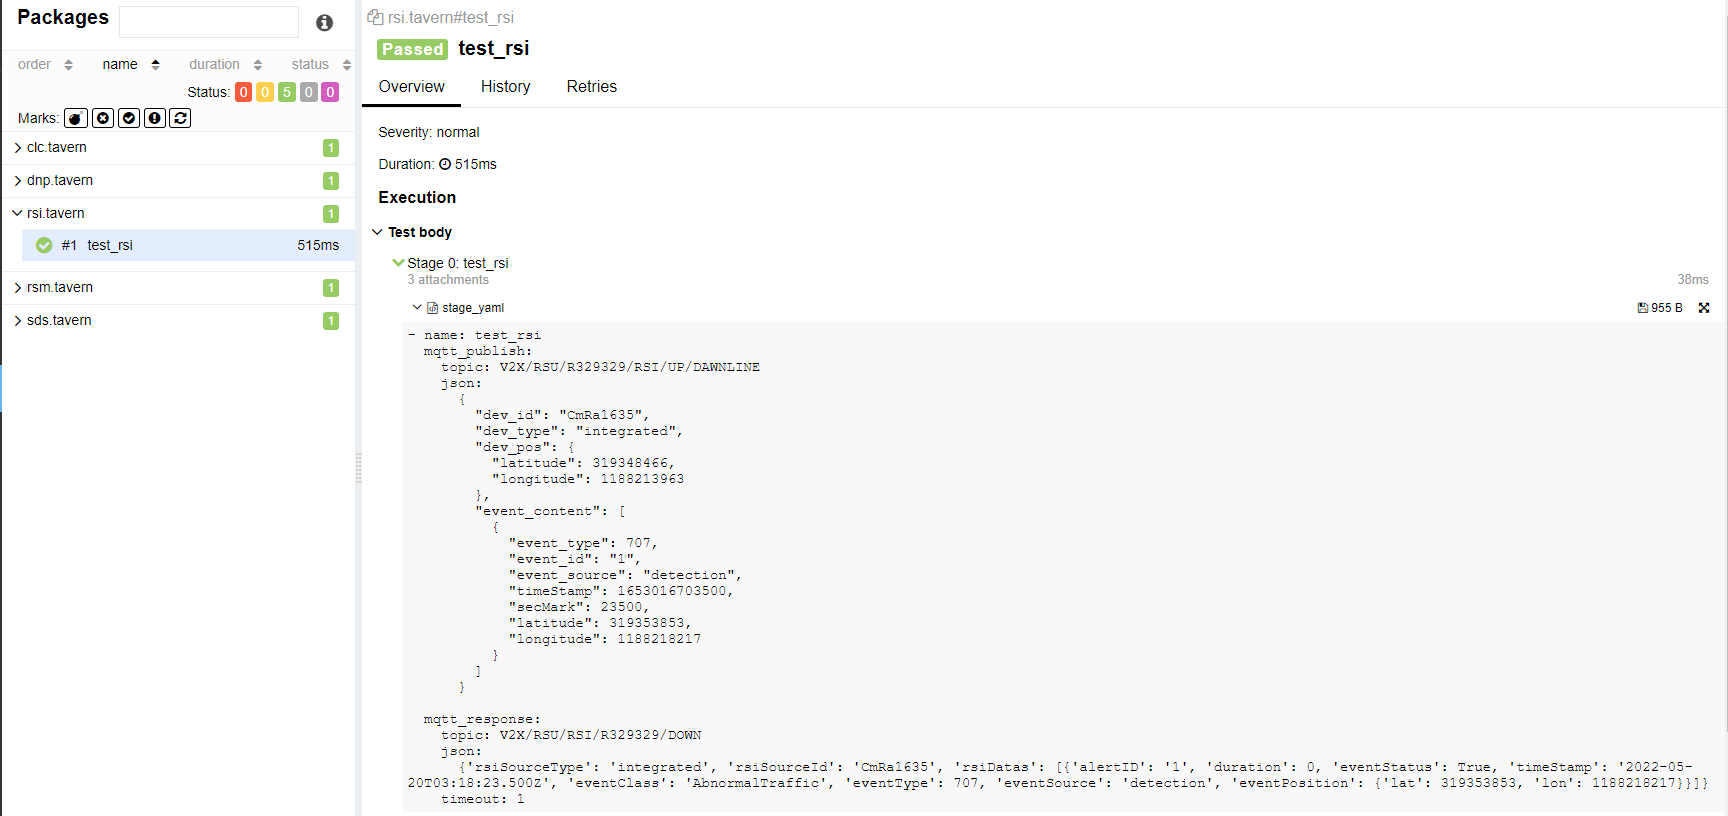 Packages
order name duration status
Status: 0 0 5 0 0
Marks:
clc.tavern 1
dnp.tavern 1
rsi.tavern 1
#1 test_rsi 515ms
rsm.tavern 1
sds.tavern 1
rsi.tavern#test_rsi
Passed test_rsi
Overview History Retries
Severity: normal
Duration: 515ms
Execution
Test body
Stage 0: test_rsi
3 attachments 38ms
stage_yaml 955 B
- name: test_rsi
mqtt_publish:
topic: V2X/RSU/R329329/RSI/UP/DAWNLINE
json:
{
"dev_id": "CmRa1635",
"dev_type": "integrated",
"dev_pos": {
"latitude": 319348466,
"longitude": 1188213963
},
"event_content": [
{
"event_type": 707,
"event_id": "1",
"event_source": "detection",
"timeStamp": 1653016703500,
"secMark": 23500,
"latitude": 319353853,
"longitude": 1188218217
}
]
}
mqtt_response:
topic: V2X/RSU/RSI/R329329/DOWN
json:
{'rsiSourceType': 'integrated', 'rsiSourceId': 'CmRa1635', 'rsiDatas': [{'alertID': '1', 'duration': 0, 'eventStatus': True, 'timeStamp': '2022-05-
20T03:18:23.500Z', 'eventClass': 'AbnormalTraffic', 'eventType': 707, 'eventSource': 'detection', 'eventPosition': {'lat': 319353853, 'lon': 1188218217}}]}
timeout: 1